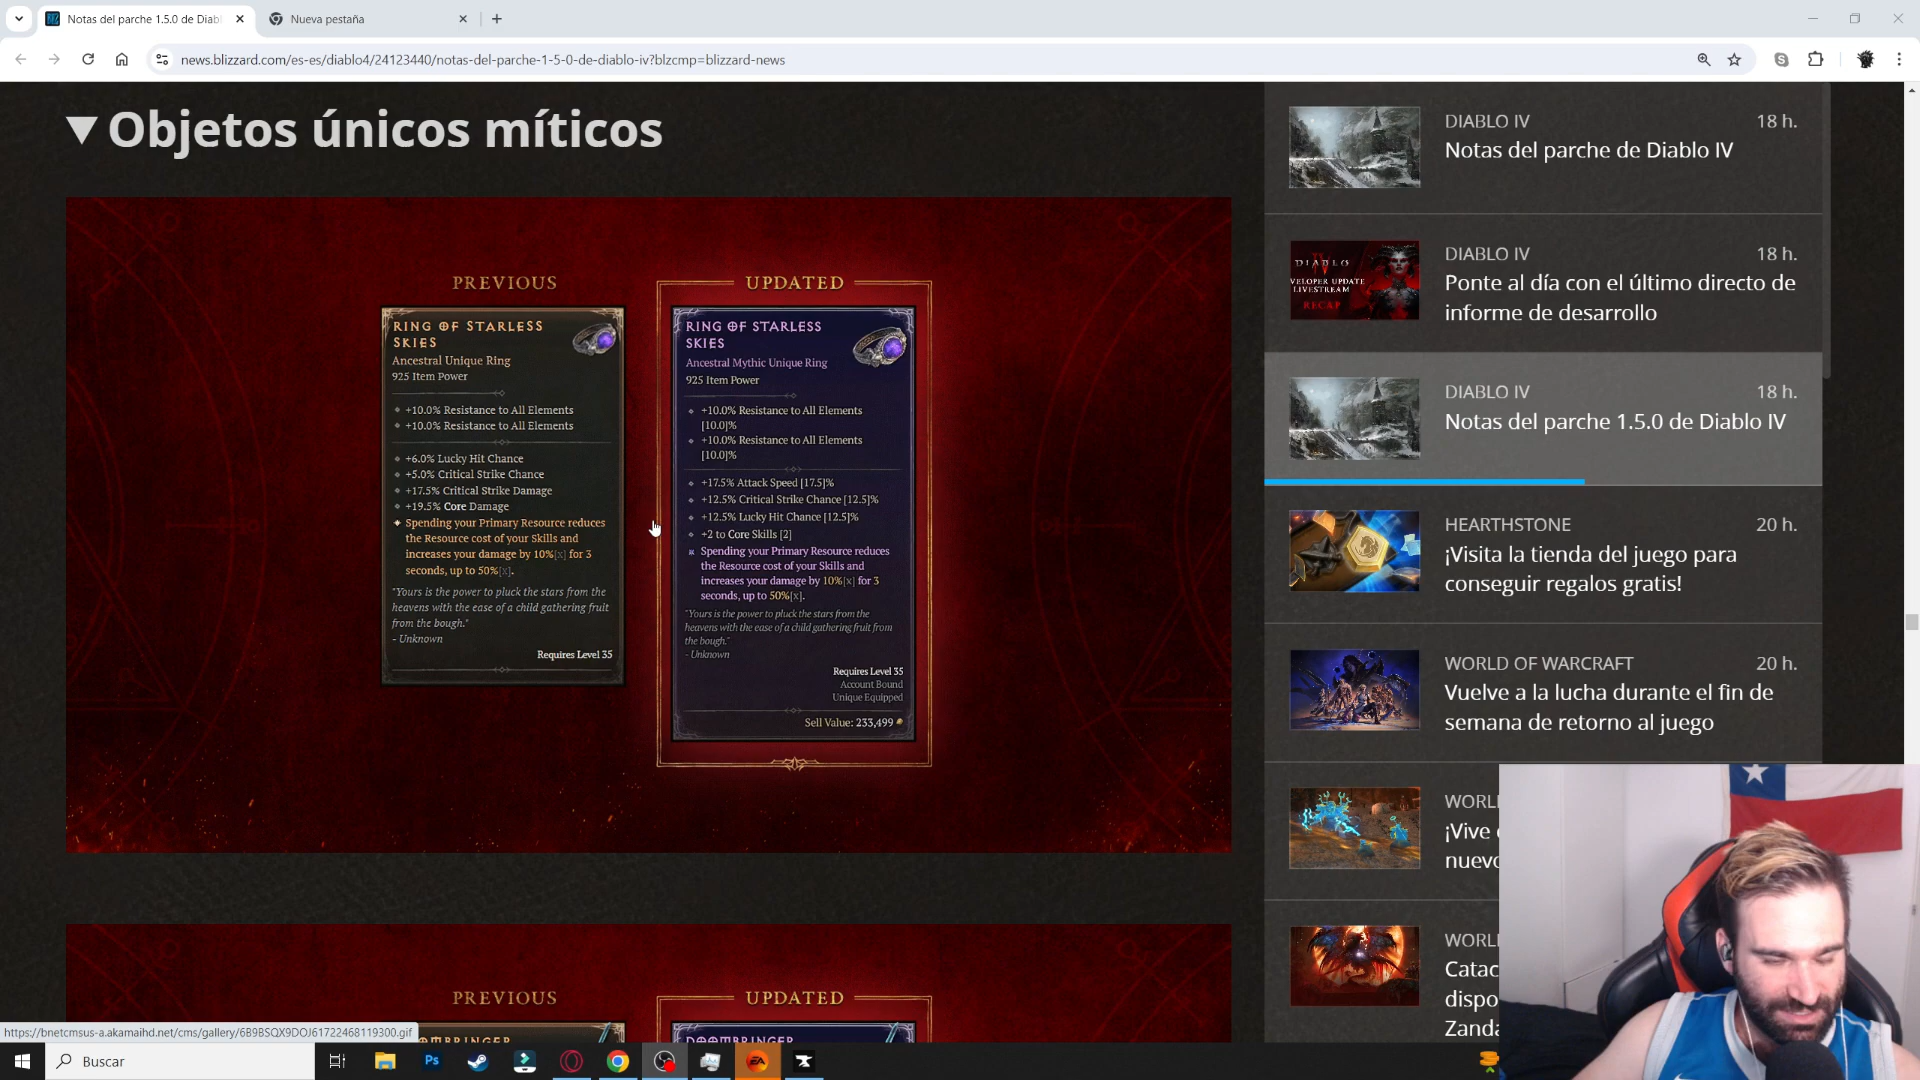 Notas del parche 1.5.0 de Diabl
Nueva pestaña
news.blizzard.com/es-es/diablo4/24123440/notas-del-parche-1-5-0-de-diablo-iv?blzcmp=blizzard-news
Objetos únicos míticos
PREVIOUS
RING OF STARLESS
SKIES
Ancestral Unique Ring
925 Item Power
+10.0% Resistance to All Elements
+10.0% Resistance to All Elements
+6.0% Lucky Hit Chance
+5.0% Critical Strike Chance
+17.5% Critical Strike Damage
+19.5% Core Damage
Spending your Primary Resource reduces
the Resource cost of your Skills and
increases your damage by 10%[x] for 3
seconds, up to 50%[x].
"Yours is the power to pluck the stars from the
heavens with the ease of a child gathering fruit
from the bough."
- Unknown
Requires Level 35
UPDATED
RING OF STARLESS
SKIES
Ancestral Mythic Unique Ring
925 Item Power
+10.0% Resistance to All Elements
[10.0]%
+10.0% Resistance to All Elements
[10.0]%
+17.5% Attack Speed [17.5]%
+12.5% Critical Strike Chance [12.5]%
+12.5% Lucky Hit Chance [12.5]%
+2 to Core Skills [2]
Spending your Primary Resource reduces
the Resource cost of your Skills and
increases your damage by 10%[x] for 3
seconds, up to 50%[x].
"Yours is the power to pluck the stars from the
heavens with the ease of a child gathering fruit from
the bough."
- Unknown
Requires Level 35
Account Bound
Unique Equipped
Sell Value: 233,499
PREVIOUS
UPDATED
DOOMBRINGER
DIABLO IV 18 h.
Notas del parche de Diablo IV
DIABLO IV
VELOPER UPDATE
LIVESTREAM
RECAP
DIABLO IV 18 h.
Ponte al día con el último directo de
informe de desarrollo
DIABLO IV 18 h.
Notas del parche 1.5.0 de Diablo IV
HEARTHSTONE 20 h.
¡Visita la tienda del juego para
conseguir regalos gratis!
WORLD OF WARCRAFT 20 h.
Vuelve a la lucha durante el fin de
semana de retorno al juego
WORL
¡Vive
nuevo
WORL
Catac
dispo
Zanda
https://bnetcmsus-a.akamaihd.net/cms/gallery/6B9BSQX9DOJ61722468119300.gif
Buscar
Ps
EA